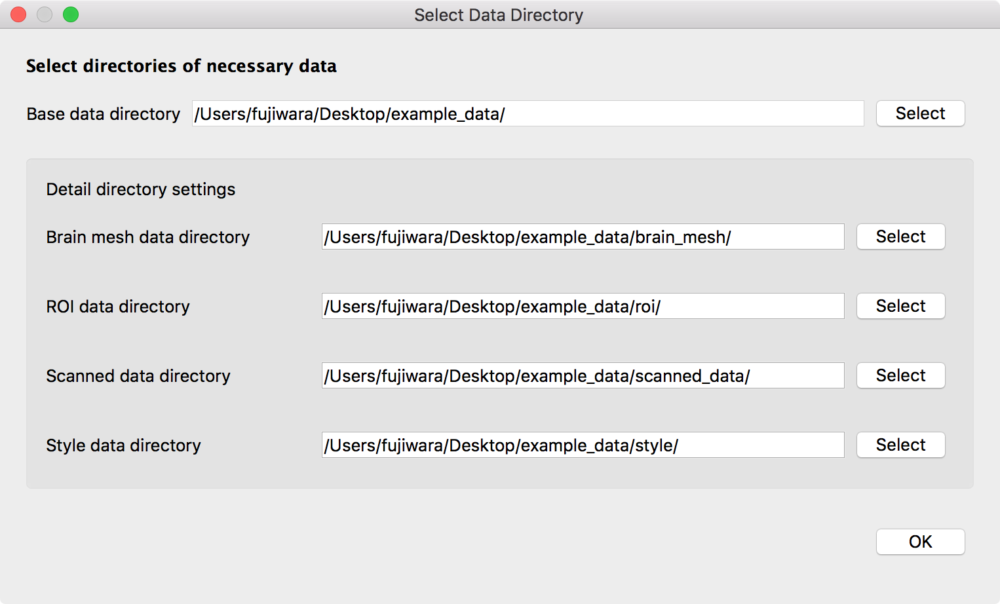 Select Data Directory
Select directories of necessary data
Base data directory /Users/fujiwara/Desktop/example_data/ Select
Detail directory settings
Brain mesh data directory /Users/fujiwara/Desktop/example_data/brain_mesh/ Select
ROI data directory /Users/fujiwara/Desktop/example_data/roi/ Select
Scanned data directory /Users/fujiwara/Desktop/example_data/scanned_data/ Select
Style data directory /Users/fujiwara/Desktop/example_data/style/ Select
OK